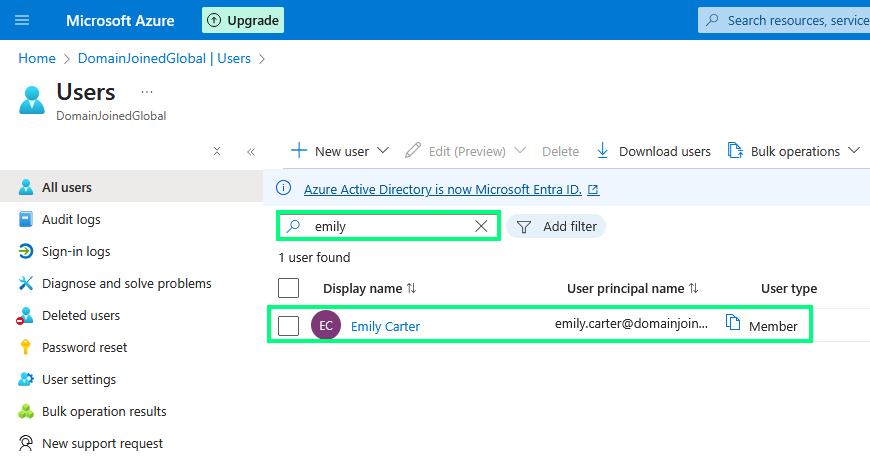 Microsoft Azure
Upgrade
Search resources, service
Home > DomainJoinedGlobal | Users >
Users ...
DomainJoinedGlobal
New user
Edit (Preview)
Delete
Download users
Bulk operations
All users
Audit logs
Sign-in logs
Diagnose and solve problems
Deleted users
Password reset
User settings
Bulk operation results
New support request
Azure Active Directory is now Microsoft Entra ID.
emily
Add filter
1 user found
Display name
User principal name
User type
EC
Emily Carter
emily.carter@domainjoin...
Member